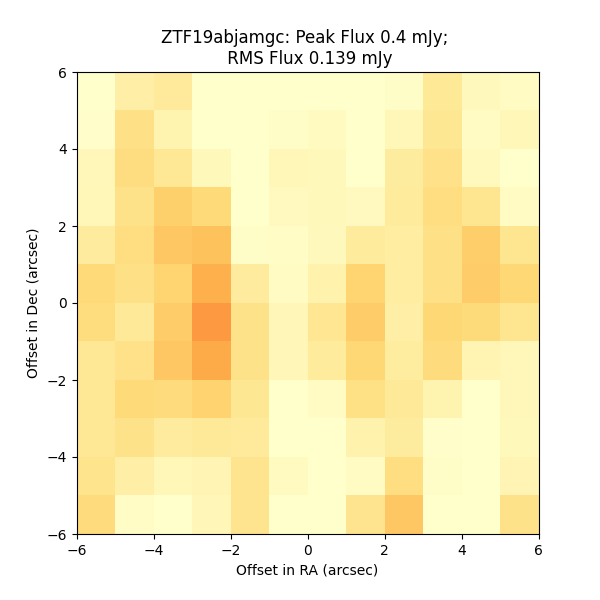 ZTF19abjamgc: Peak Flux 0.4 mJy;
RMS Flux 0.139 mJy
6
4
2
0
−2
−4
−6
Offset in Dec (arcsec)
−6 −4 −2 0 2 4 6
Offset in RA (arcsec)